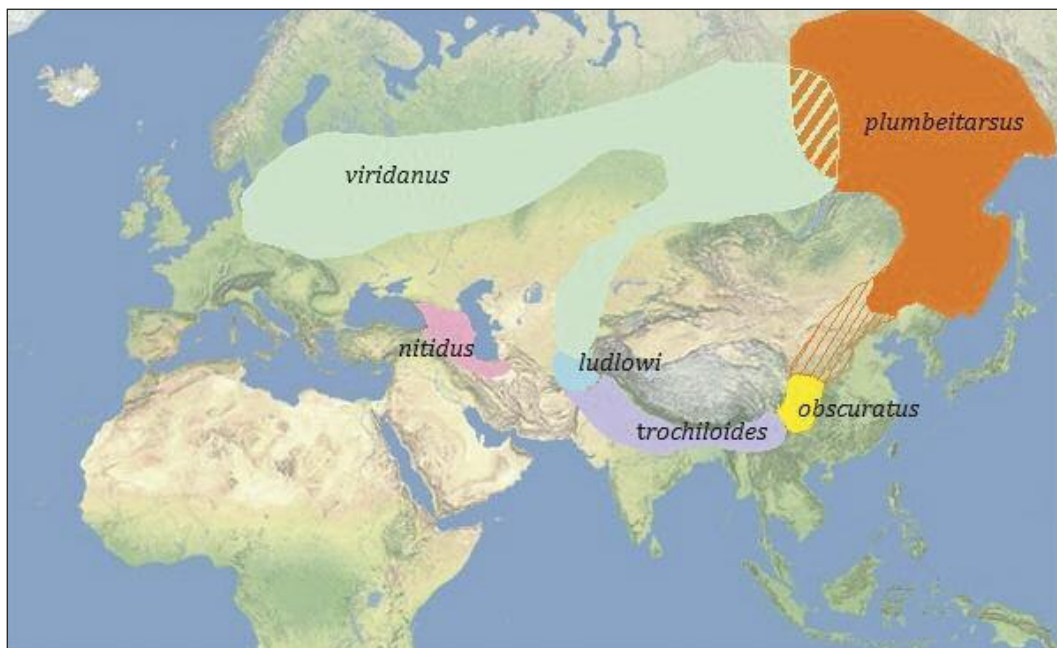 plumbeitarsus
viridanus
nitidus
ludlowi
obscuratus
trochiloides